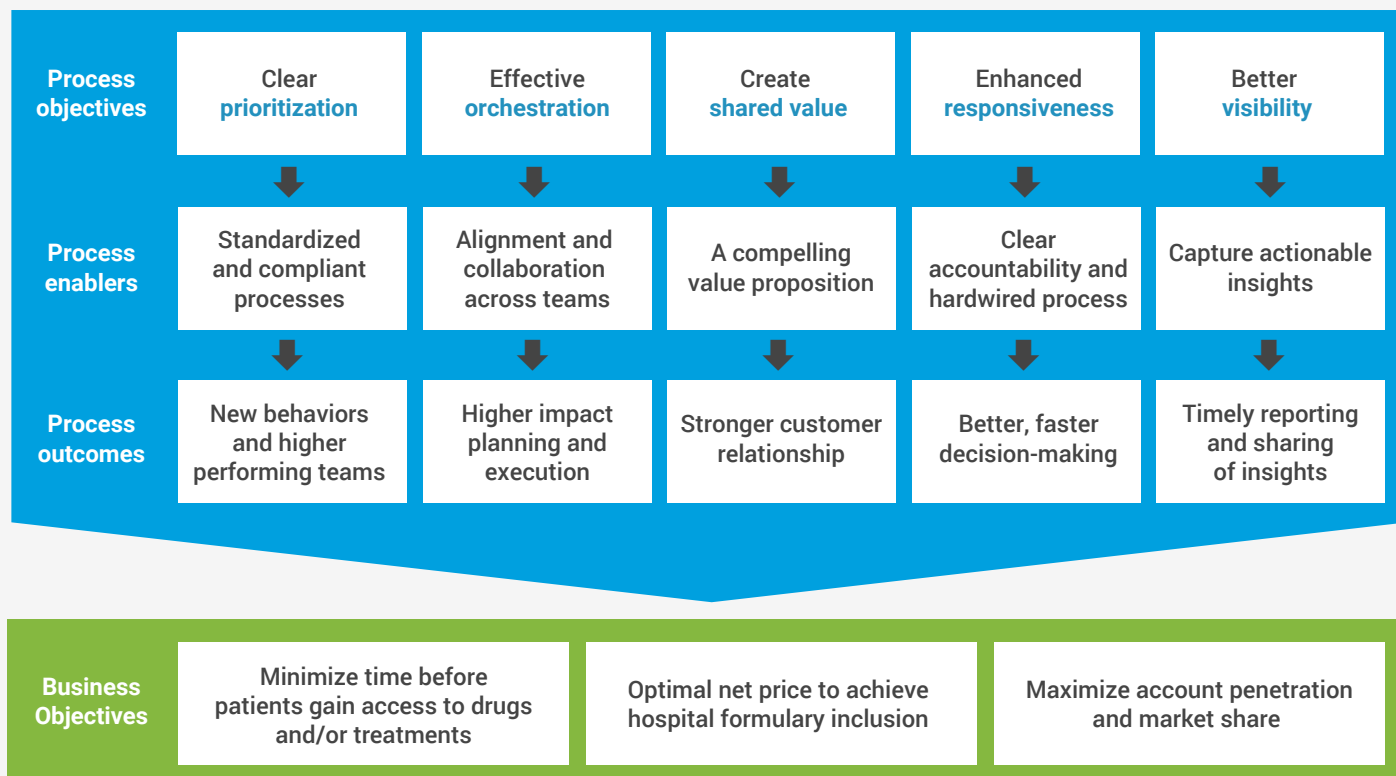 Process
objectives
Clear
prioritization
Effective
orchestration
Create
shared value
Enhanced
responsiveness
Better
visibility
Process
enablers
Standardized
and compliant
processes
Alignment and
collaboration
across teams
A compelling
value proposition
Clear
accountability and
hardwired process
Capture actionable
insights
Process
outcomes
New behaviors
and higher
performing teams
Higher impact
planning and
execution
Stronger customer
relationship
Better, faster
decision-making
Timely reporting
and sharing
of insights
Business
Objectives
Minimize time before
patients gain access to drugs
and/or treatments
Optimal net price to achieve
hospital formulary inclusion
Maximize account penetration
and market share